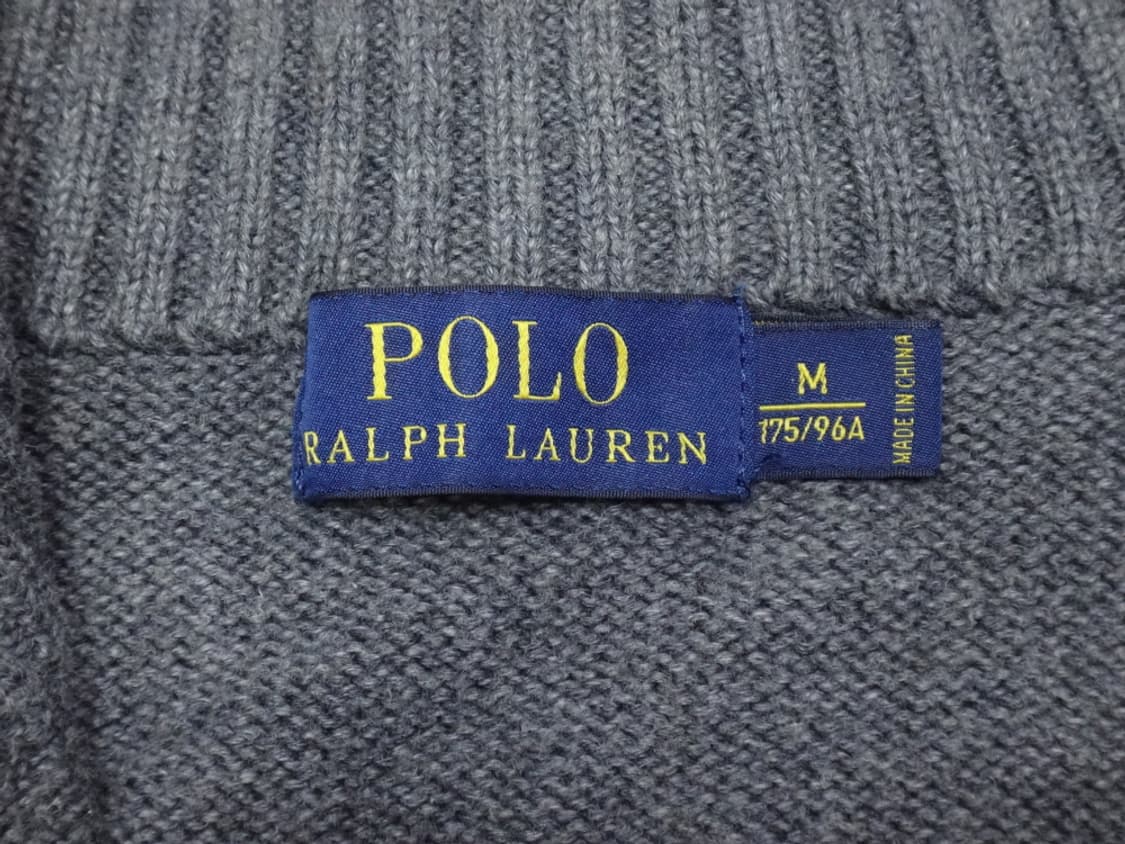 POLO
RALPH LAUREN
M
175/96A
MADE IN CHINA